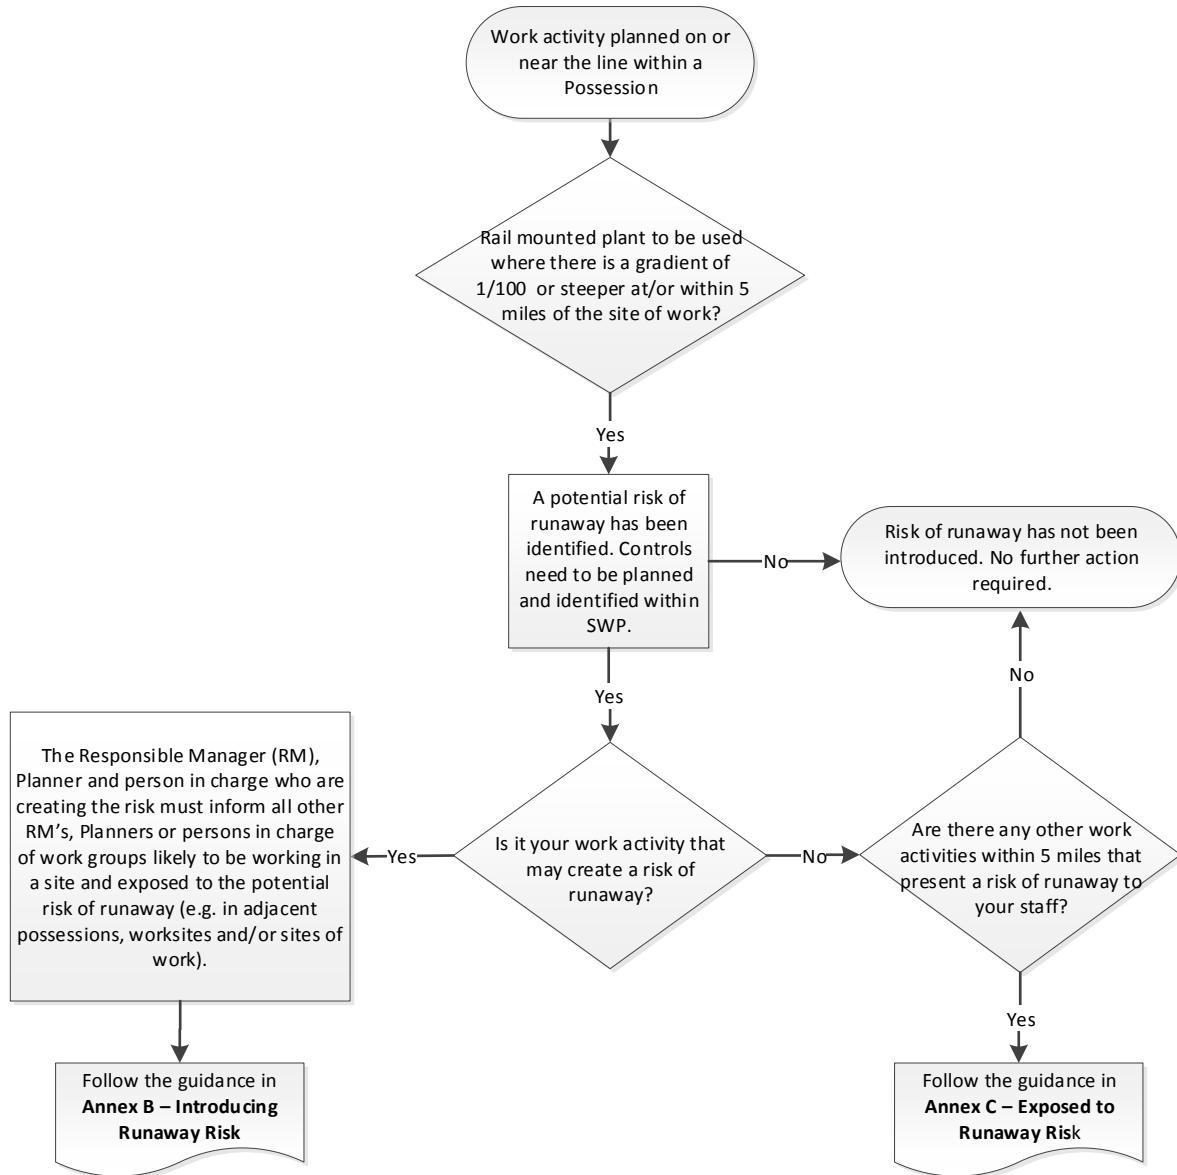 Work activity planned on or
near the line within a
Possession
Rail mounted plant to be used
where there is a gradient of
1/100 or steeper at/or within 5
miles of the site of work?
Yes
A potential risk of
runaway has been
identified. Controls
need to be planned
and identified within
SWP.
No
Risk of runaway has not been
introduced. No further action
required.
Yes
No
The Responsible Manager (RM),
Planner and person in charge who are
creating the risk must inform all other
RM's, Planners or persons in charge
of work groups likely to be working in
a site and exposed to the potential
risk of runaway (e.g. in adjacent
possessions, worksites and/or sites of
work).
Yes
Is it your work activity that
may create a risk of
runaway?
No
Are there any other work
activities within 5 miles that
present a risk of runaway to
your staff?
Yes
Follow the guidance in
Annex B – Introducing
Runaway Risk
Follow the guidance in
Annex C – Exposed to
Runaway Risk